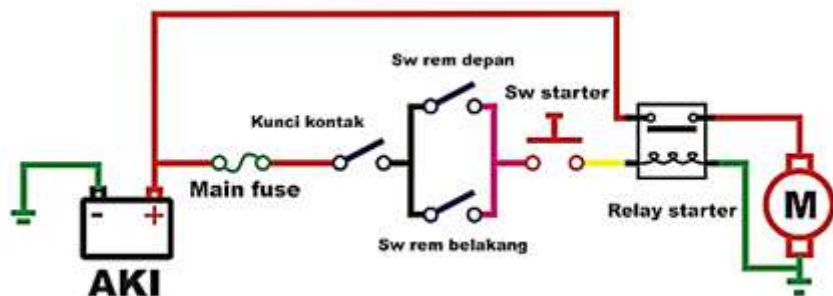 Sw rem depan
Sw starter
Kunci kontak
Main fuse
- +
Relay starter
M
Sw rem belakang
AKI